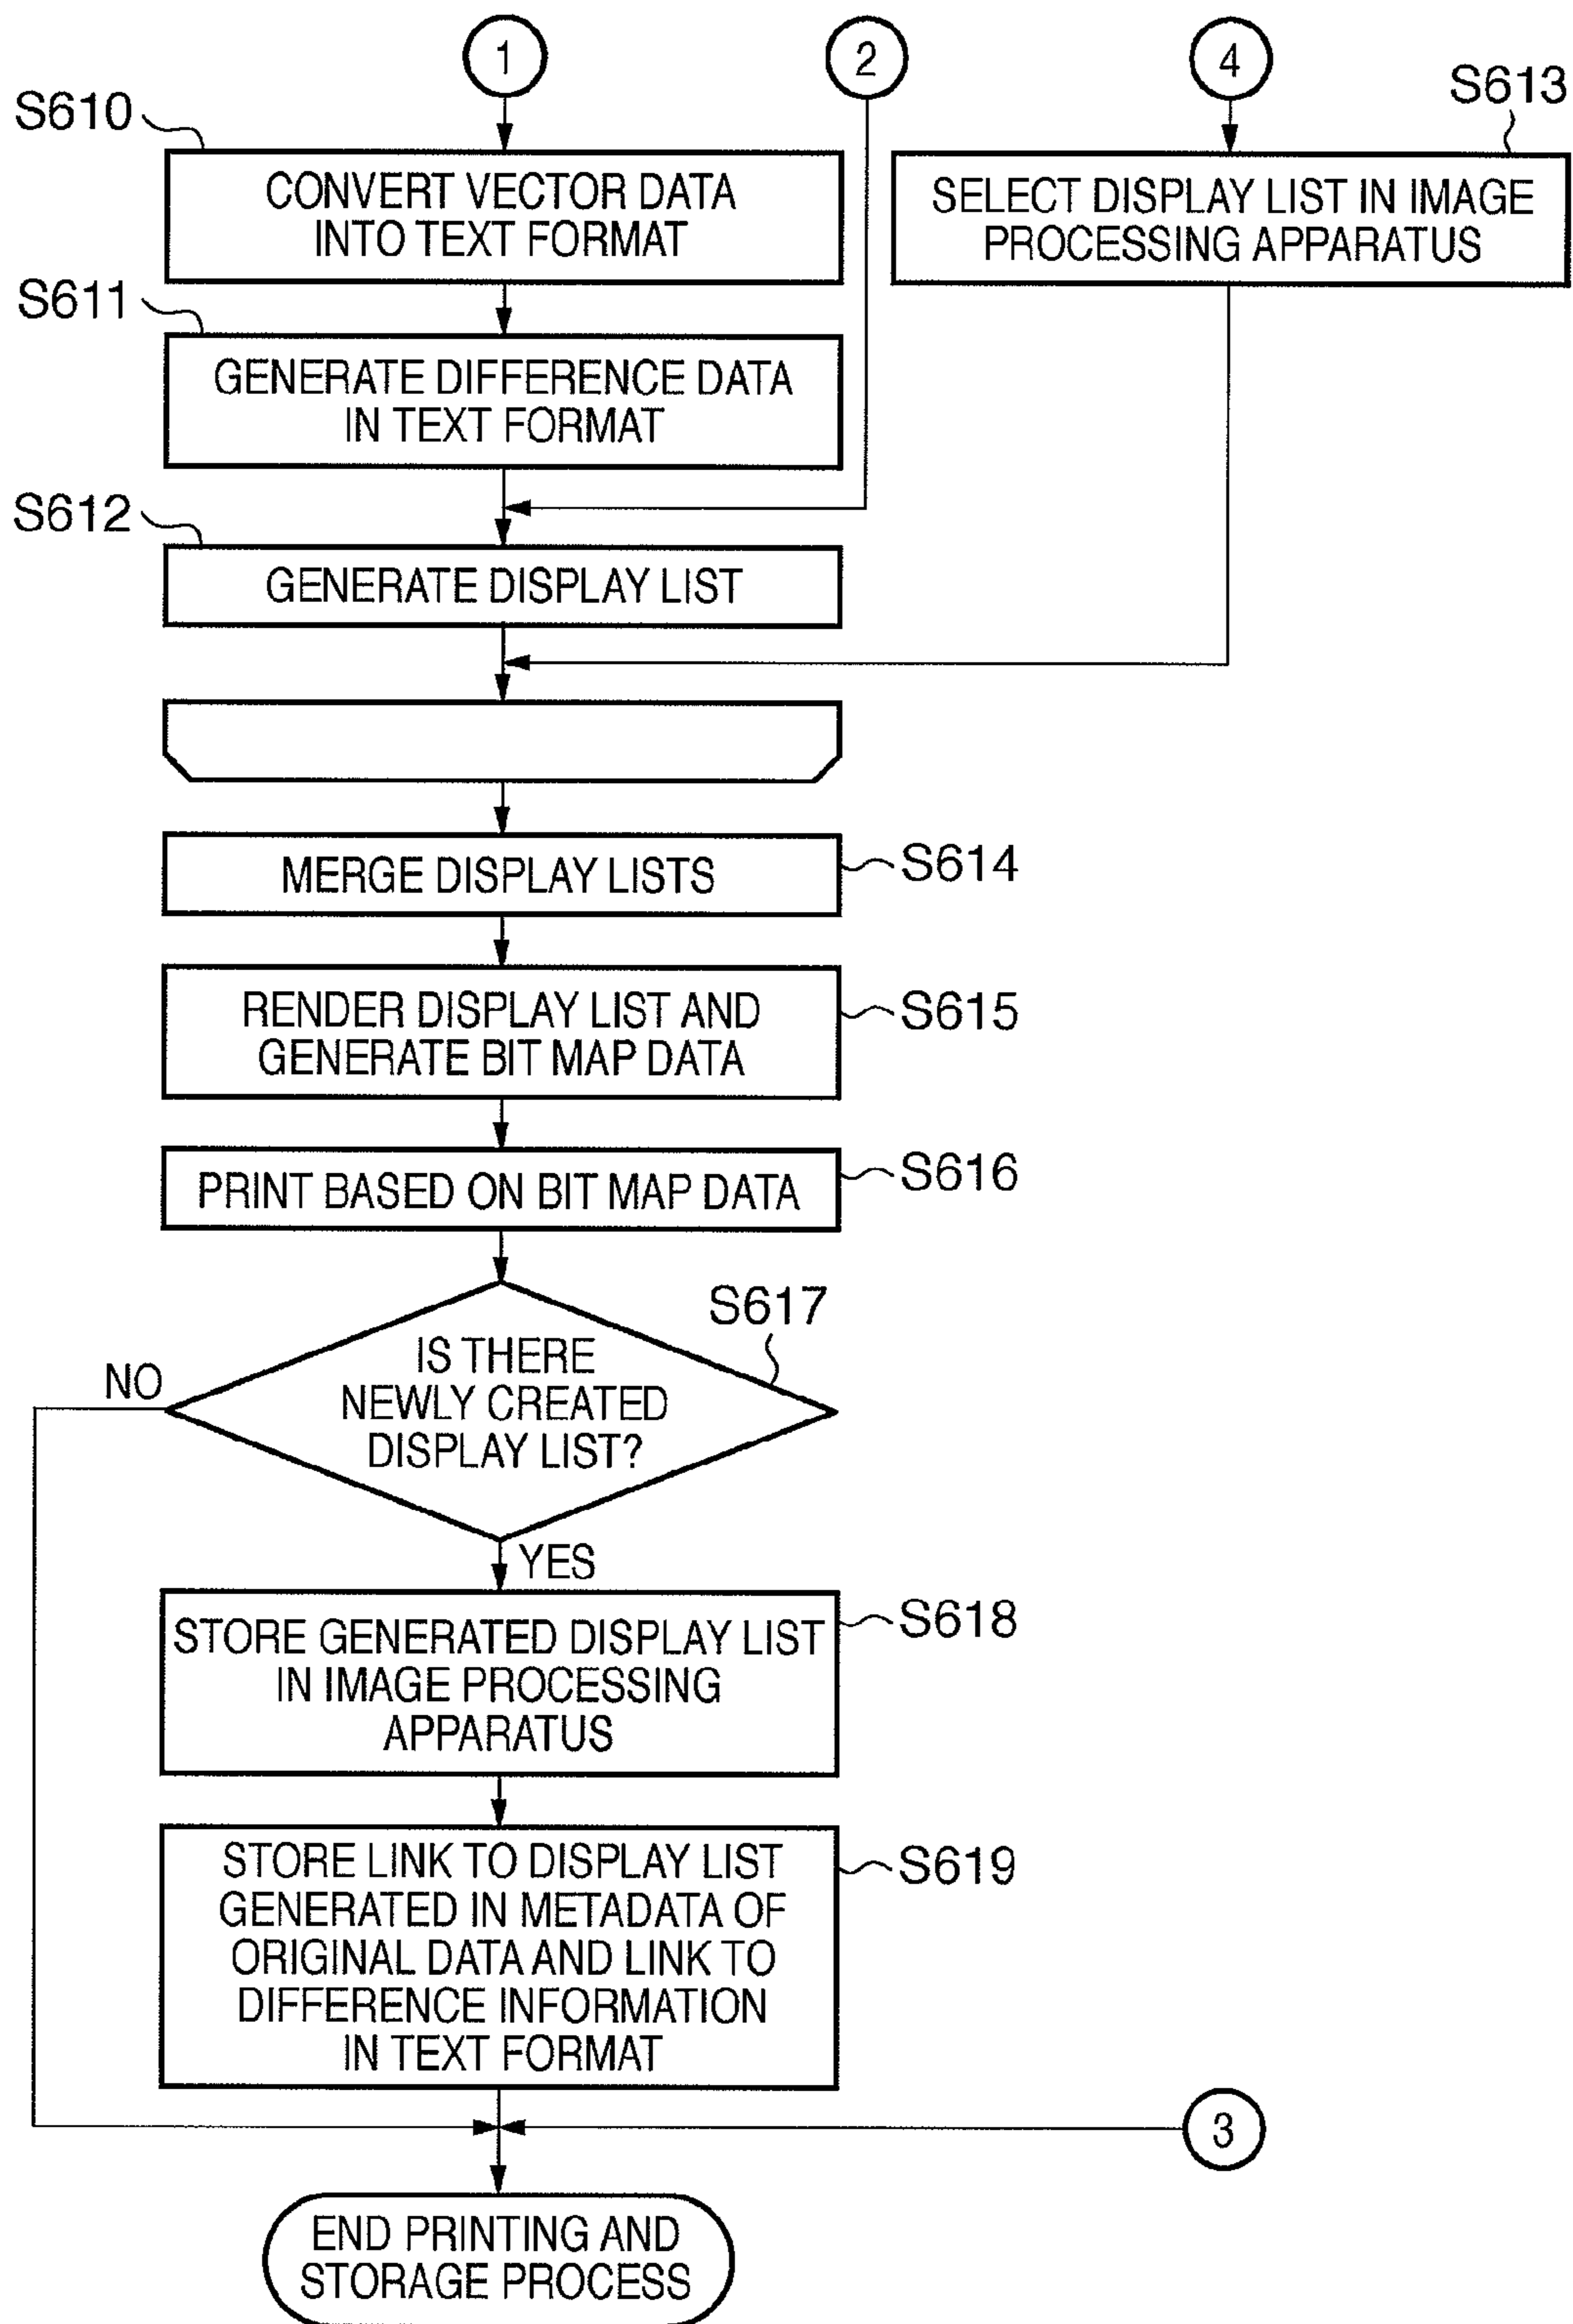 1
2
4
S613
S610
CONVERT VECTOR DATA
INTO TEXT FORMAT
SELECT DISPLAY LIST IN IMAGE
PROCESSING APPARATUS
S611
GENERATE DIFFERENCE DATA
IN TEXT FORMAT
S612
GENERATE DISPLAY LIST
MERGE DISPLAY LISTS
S614
RENDER DISPLAY LIST AND
GENERATE BIT MAP DATA
S615
PRINT BASED ON BIT MAP DATA
S616
S617
IS THERE
NEWLY CREATED
DISPLAY LIST?
NO
YES
STORE GENERATED DISPLAY LIST
IN IMAGE PROCESSING
APPARATUS
S618
STORE LINK TO DISPLAY LIST
GENERATED IN METADATA OF
ORIGINAL DATA AND LINK TO
DIFFERENCE INFORMATION
IN TEXT FORMAT
S619
3
END PRINTING AND
STORAGE PROCESS